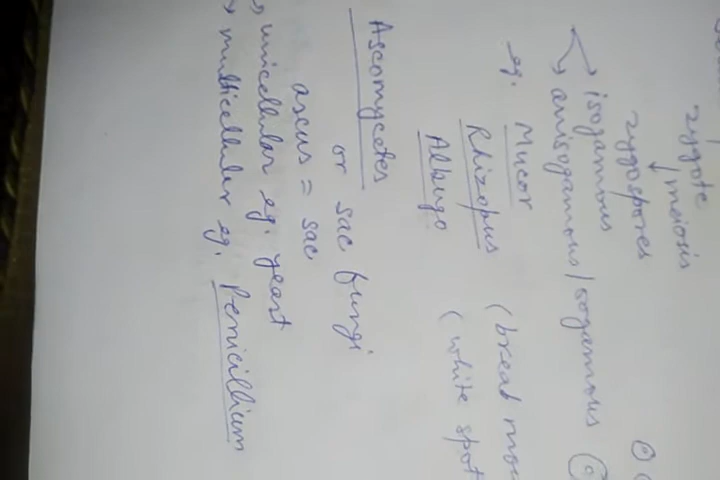 zygote
↓ meiosis
zygospores
→ isogamous
→ anisogamous/oogamous
eg. Mucor
Rhizopus (bread
Albugo (white spot
Ascomycetes
or sac fungi
ascus = sac
→ unicellular eg. yeast
→ multicellular eg. Penicillium